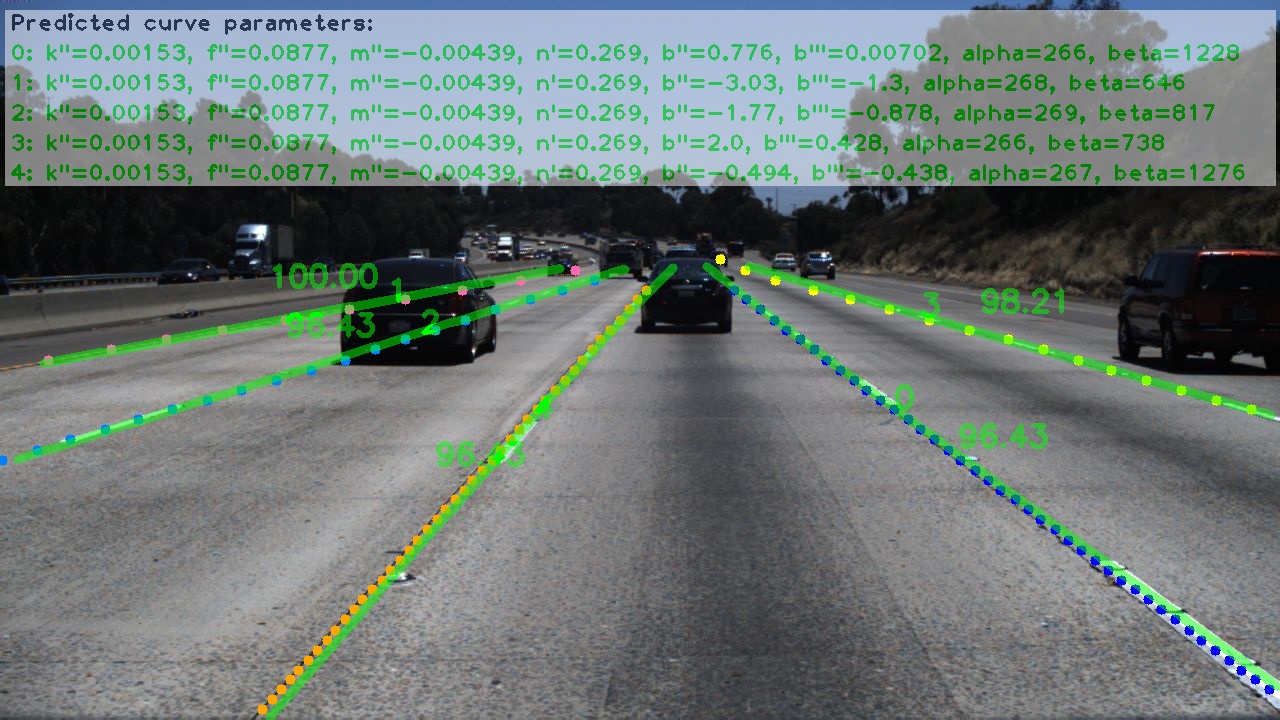 Predicted curve parameters:
0: k''=0.00153, f''=0.0877, m''=-0.00439, n'=0.269, b''=0.776, b'''=0.00702, alpha=266, beta=1228
1: k''=0.00153, f''=0.0877, m''=-0.00439, n'=0.269, b''=-3.03, b'''=-1.3, alpha=268, beta=646
2: k''=0.00153, f''=0.0877, m''=-0.00439, n'=0.269, b''=-1.77, b'''=-0.878, alpha=269, beta=817
3: k''=0.00153, f''=0.0877, m''=-0.00439, n'=0.269, b''=2.0, b'''=0.428, alpha=266, beta=738
4: k''=0.00153, f''=0.0877, m''=-0.00439, n'=0.269, b''=-0.494, b'''=-0.438, alpha=267, beta=1276
100.00 1
3 98.21
96.43 2
0
96.43